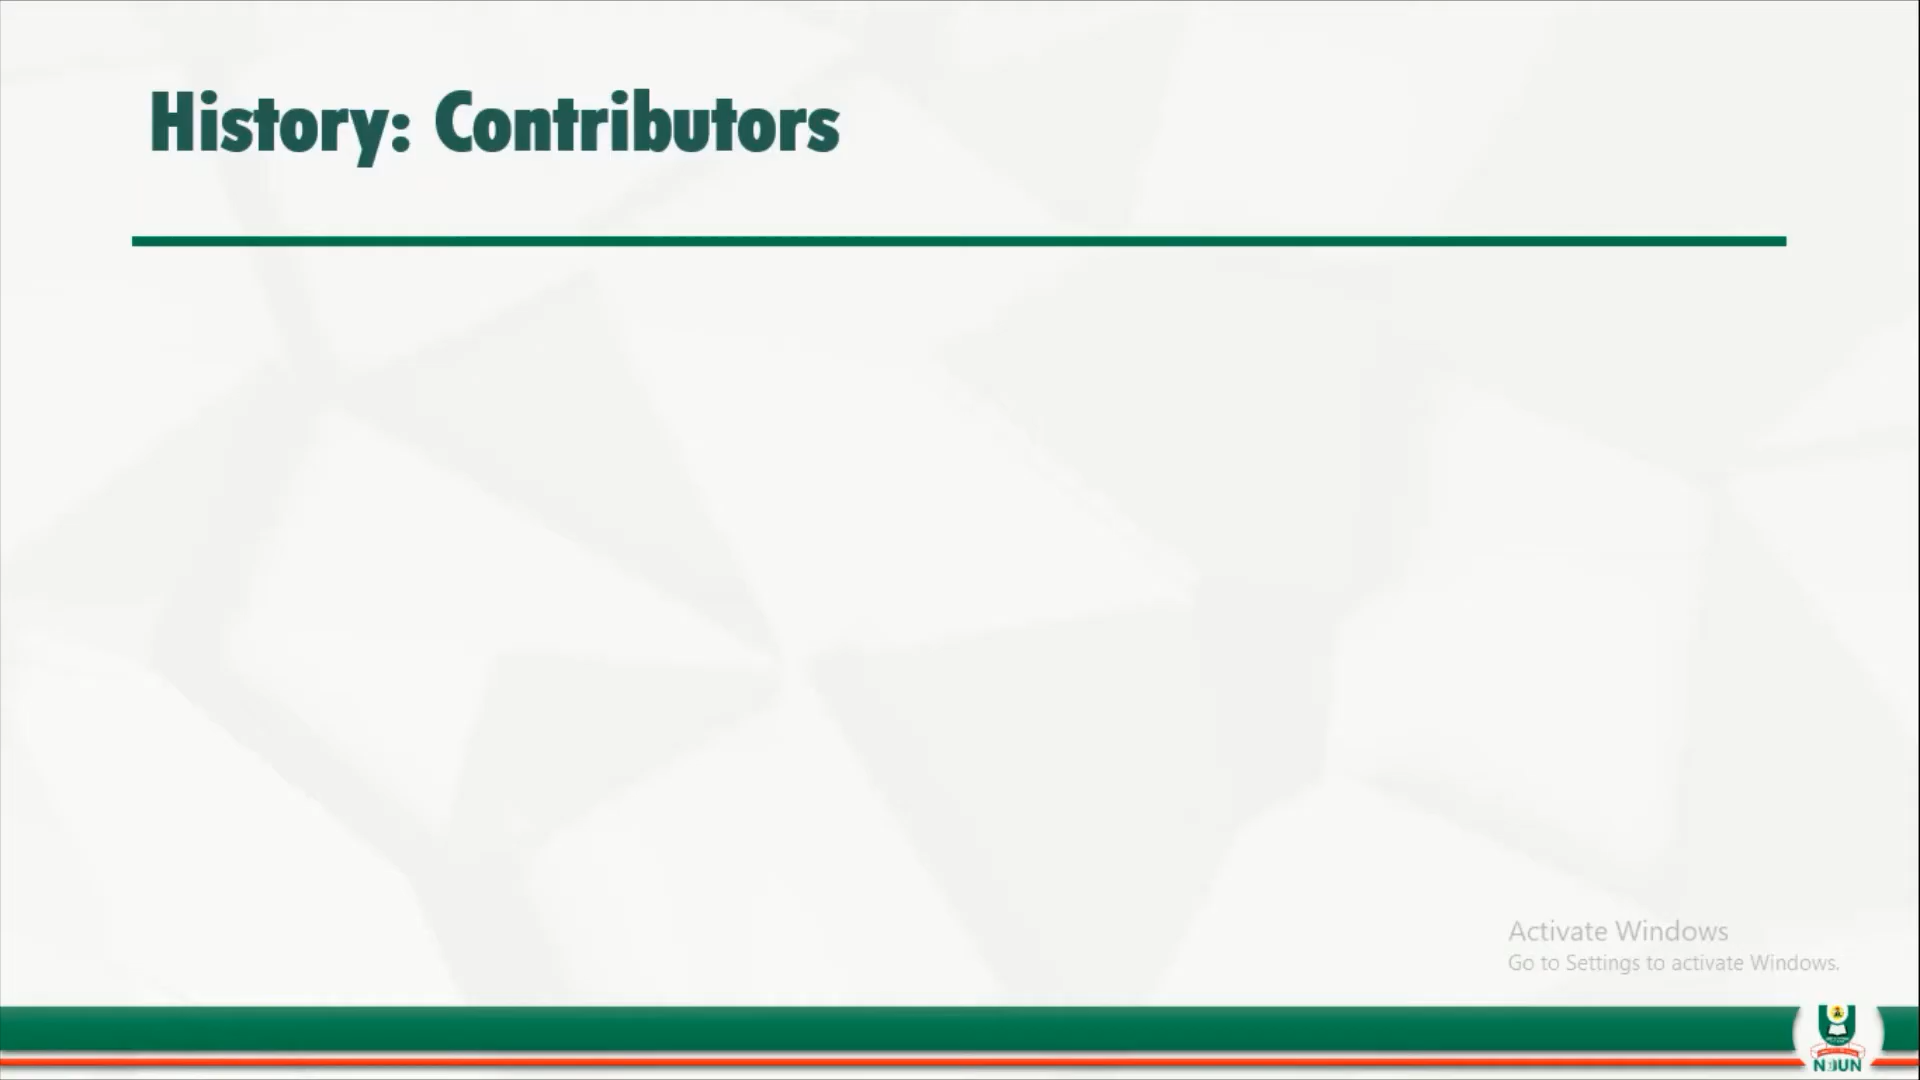 History: Contributors
Activate Windows
Go to Settings to activate Windows.
NOUN